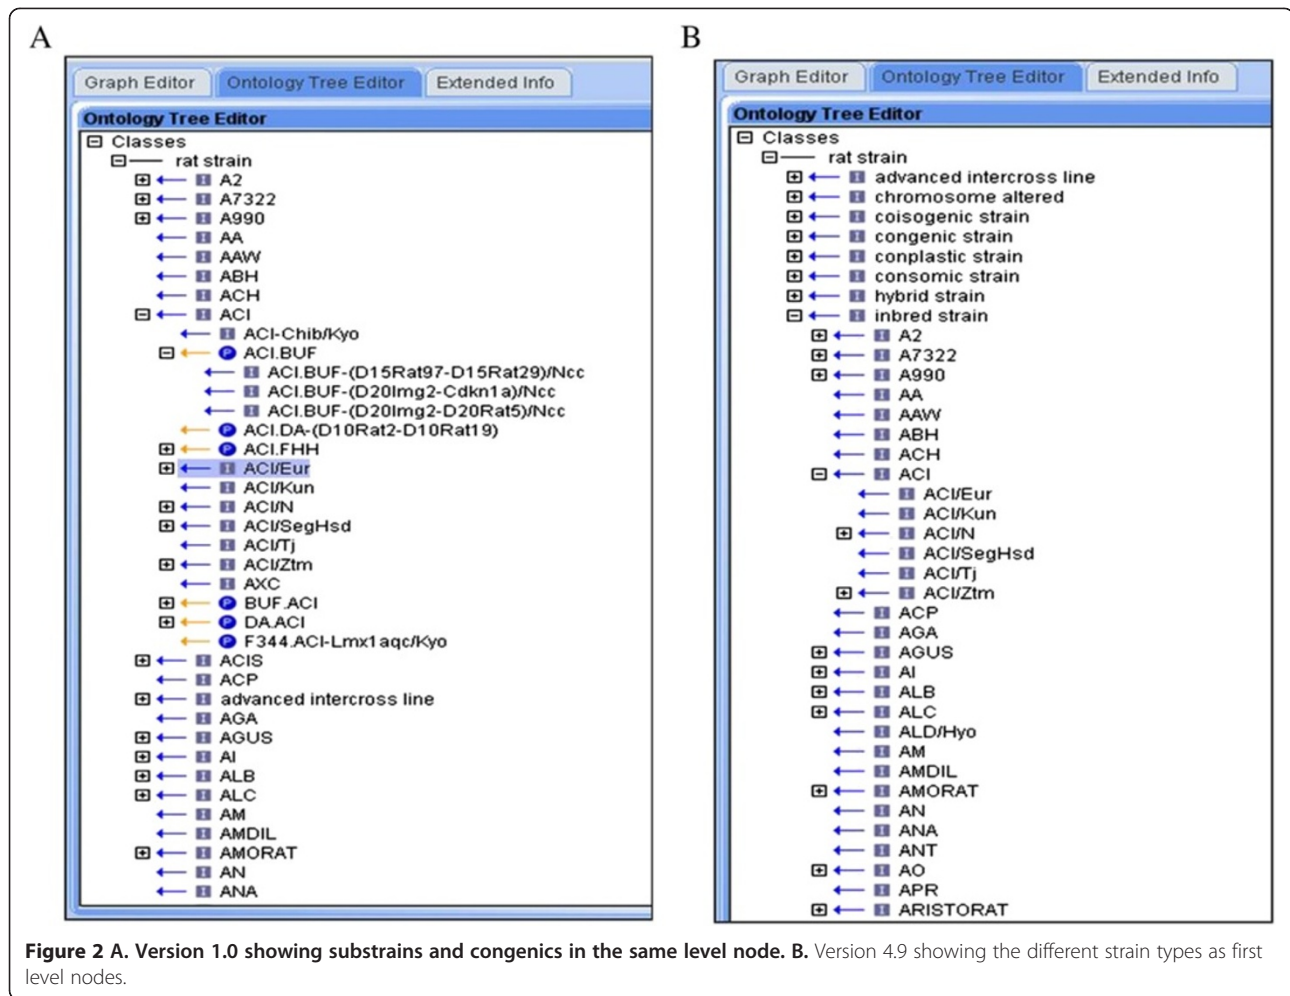 A
Graph Editor Ontology Tree Editor Extended Info
Ontology Tree Editor
Classes
rat strain
A2
A7322
A990
AA
AAW
ABH
ACH
ACI
ACI-Chib/Kyo
P ACI.BUF
ACI.BUF-(D15Rat97-D15Rat29)/Ncc
ACI.BUF-(D20Img2-Cdkn1a)/Ncc
ACI.BUF-(D20Img2-D20Rat5)/Ncc
P ACI.DA-(D10Rat2-D10Rat19)
P ACI.FHH
ACI/Eur
ACI/Kun
ACI/N
ACI/SegHsd
ACI/Tj
ACI/Ztm
AXC
P BUF.ACI
P DA.ACI
P F344.ACI-Lmx1aqc/Kyo
ACIS
ACP
advanced intercross line
AGA
AGUS
AI
ALB
ALC
AM
AMDIL
AMORAT
AN
ANA
B
Graph Editor Ontology Tree Editor Extended Info
Ontology Tree Editor
Classes
rat strain
advanced intercross line
chromosome altered
coisogenic strain
congenic strain
conplastic strain
consomic strain
hybrid strain
inbred strain
A2
A7322
A990
AA
AAW
ABH
ACH
ACI
ACI/Eur
ACI/Kun
ACI/N
ACI/SegHsd
ACI/Tj
ACI/Ztm
ACP
AGA
AGUS
AI
ALB
ALC
ALD/Hyo
AM
AMDIL
AMORAT
AN
ANA
ANT
AO
APR
ARISTORAT
Figure 2 A. Version 1.0 showing substrains and congenics in the same level node. B. Version 4.9 showing the different strain types as first
level nodes.